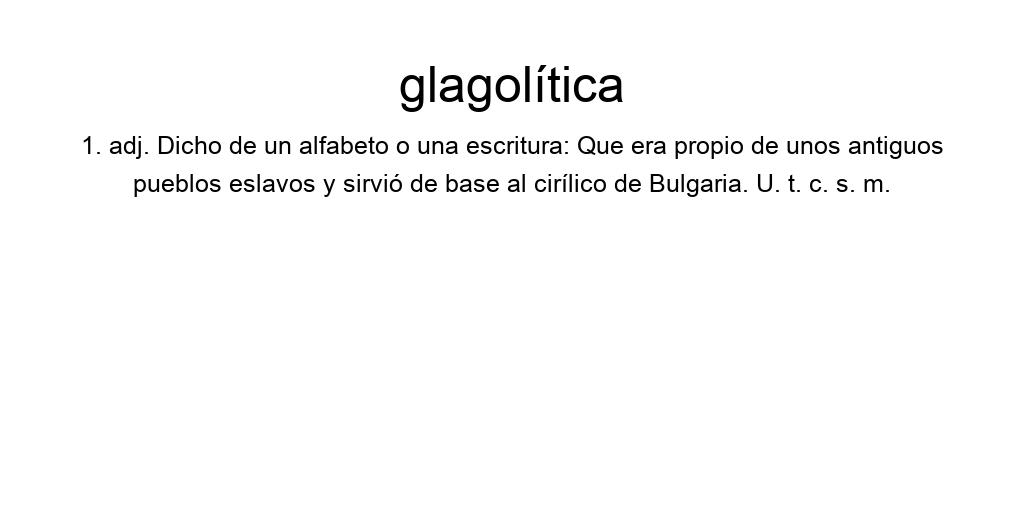 glagolítica
1. adj. Dicho de un alfabeto o una escritura: Que era propio de unos antiguos
pueblos eslavos y sirvió de base al cirílico de Bulgaria. U. t. c. s. m.